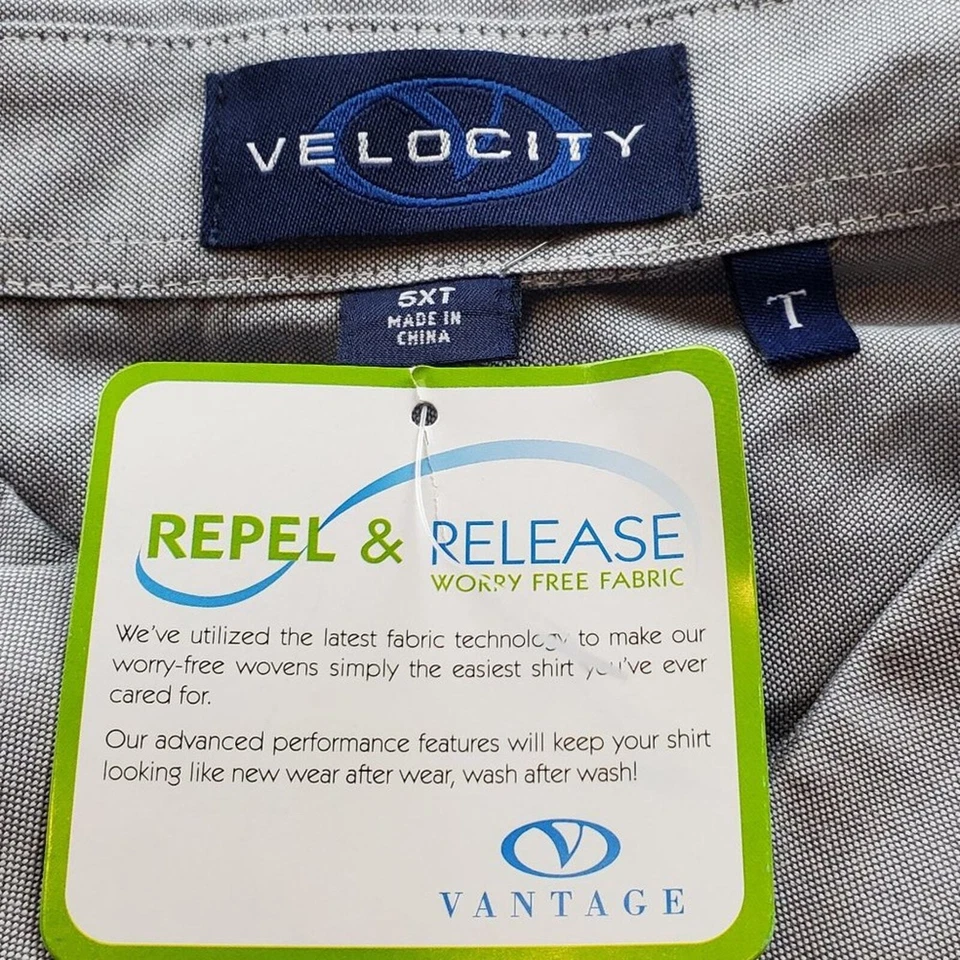 VELOCITY
5XT
MADE IN
CHINA
T
REPEL & RELEASE
WORRY FREE FABRIC
We've utilized the latest fabric technology to make our
worry-free wovens simply the easiest shirt you've ever
cared for.
Our advanced performance features will keep your shirt
looking like new wear after wear, wash after wash!
V
VANTAGE